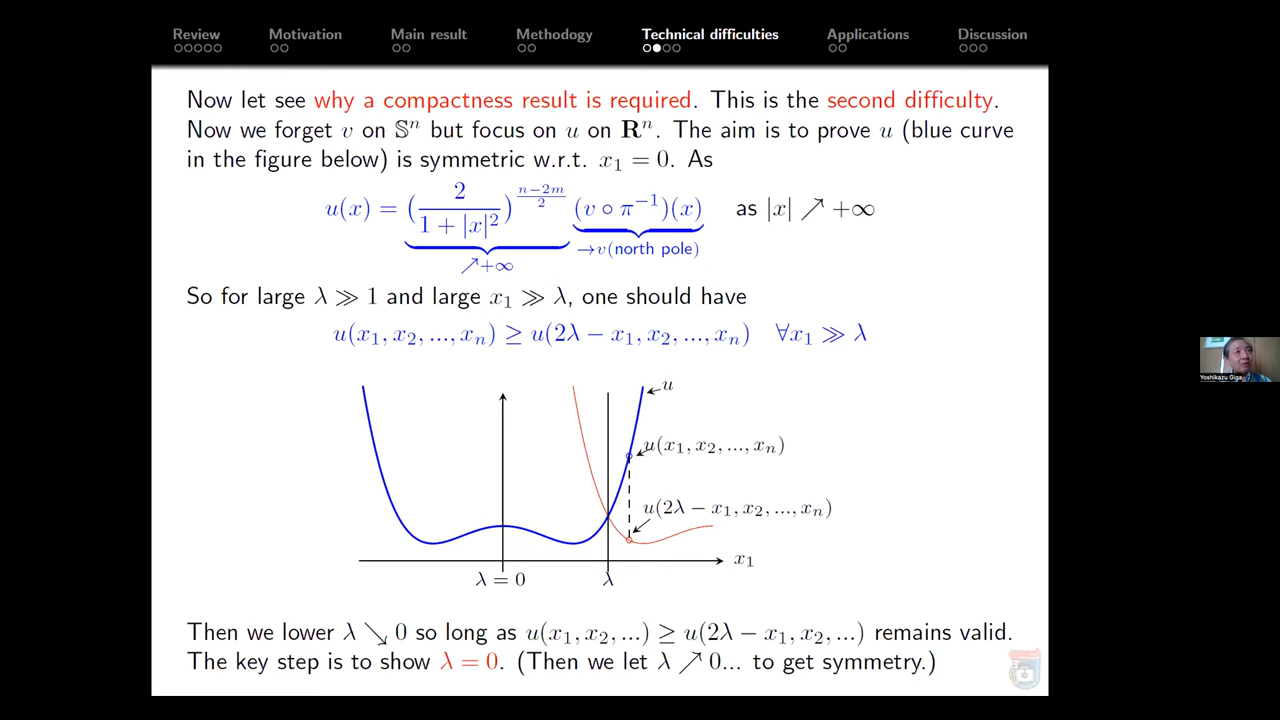 Review Motivation Main result Methodogy Technical difficulties Applications Discussion
Now let see why a compactness result is required. This is the second difficulty.
Now we forget v on 𝕊ⁿ but focus on u on 𝐑ⁿ. The aim is to prove u (blue curve
in the figure below) is symmetric w.r.t. x₁ = 0. As
u(x) = (2/(1 + |x|²))^((n−2m)/2) (v ∘ π⁻¹)(x) as |x| ↗ +∞
↗+∞ →v(north pole)
So for large λ ≫ 1 and large x₁ ≫ λ, one should have
u(x₁, x₂, ..., xₙ) ≥ u(2λ − x₁, x₂, ..., xₙ) ∀x₁ ≫ λ
u
u(x₁, x₂, ..., xₙ)
u(2λ − x₁, x₂, ..., xₙ)
x₁
λ = 0 λ
Then we lower λ ↘ 0 so long as u(x₁, x₂, ...) ≥ u(2λ − x₁, x₂, ...) remains valid.
The key step is to show λ = 0. (Then we let λ ↗ 0... to get symmetry.)
Yoshikazu Giga